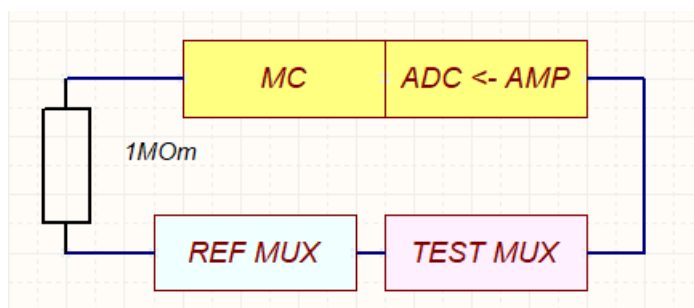 MC
ADC <- AMP
1MOm
REF MUX
TEST MUX